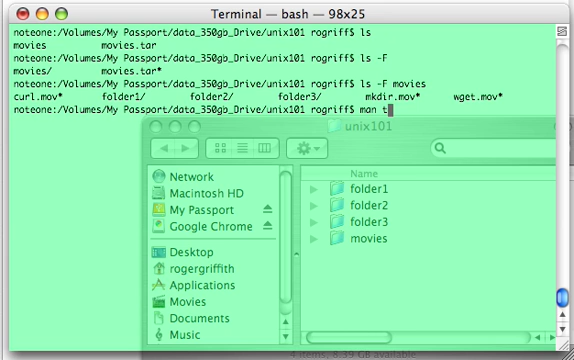 Terminal — bash — 98x25
noteone:/Volumes/My Passport/data_350gb_Drive/unix101 rogriff$ ls
movies movies.tar
noteone:/Volumes/My Passport/data_350gb_Drive/unix101 rogriff$ ls -F
movies/ movies.tar*
noteone:/Volumes/My Passport/data_350gb_Drive/unix101 rogriff$ ls -F movies
curl.mov* folder1/ folder2/ folder3/ mkdir.mov* wget.mov*
noteone:/Volumes/My Passport/data_350gb_Drive/unix101 rogriff$ man t
unix101
Network
Macintosh HD
My Passport
Google Chrome
Desktop
rogergriffith
Applications
Movies
Documents
Music
Name
folder1
folder2
folder3
movies
4 items, 8.39 GB available